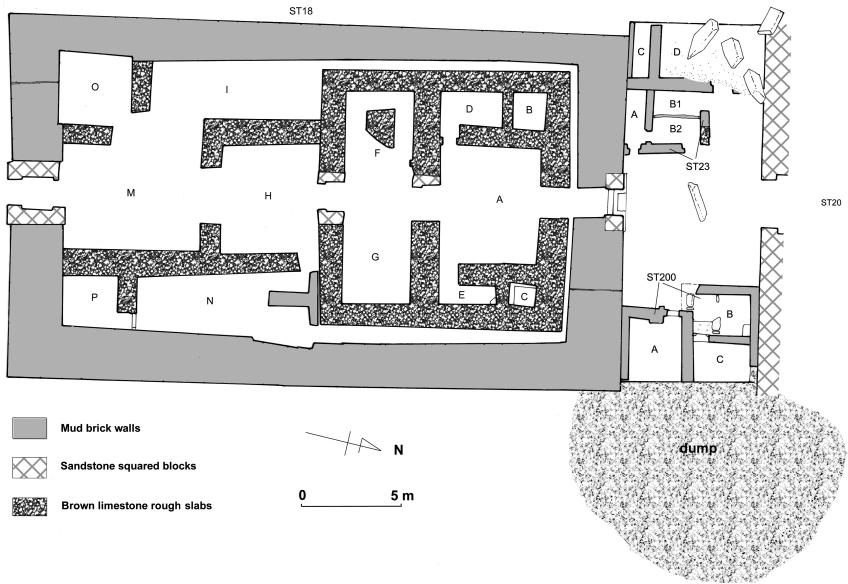 ST18
ST20
C
D
O
I
D
B
B1
A
B2
F
ST23
M
H
A
G
ST200
P
N
E
C
B
A
C
Mud brick walls
Sandstone squared blocks
Brown limestone rough slabs
N
0 5 m
dump